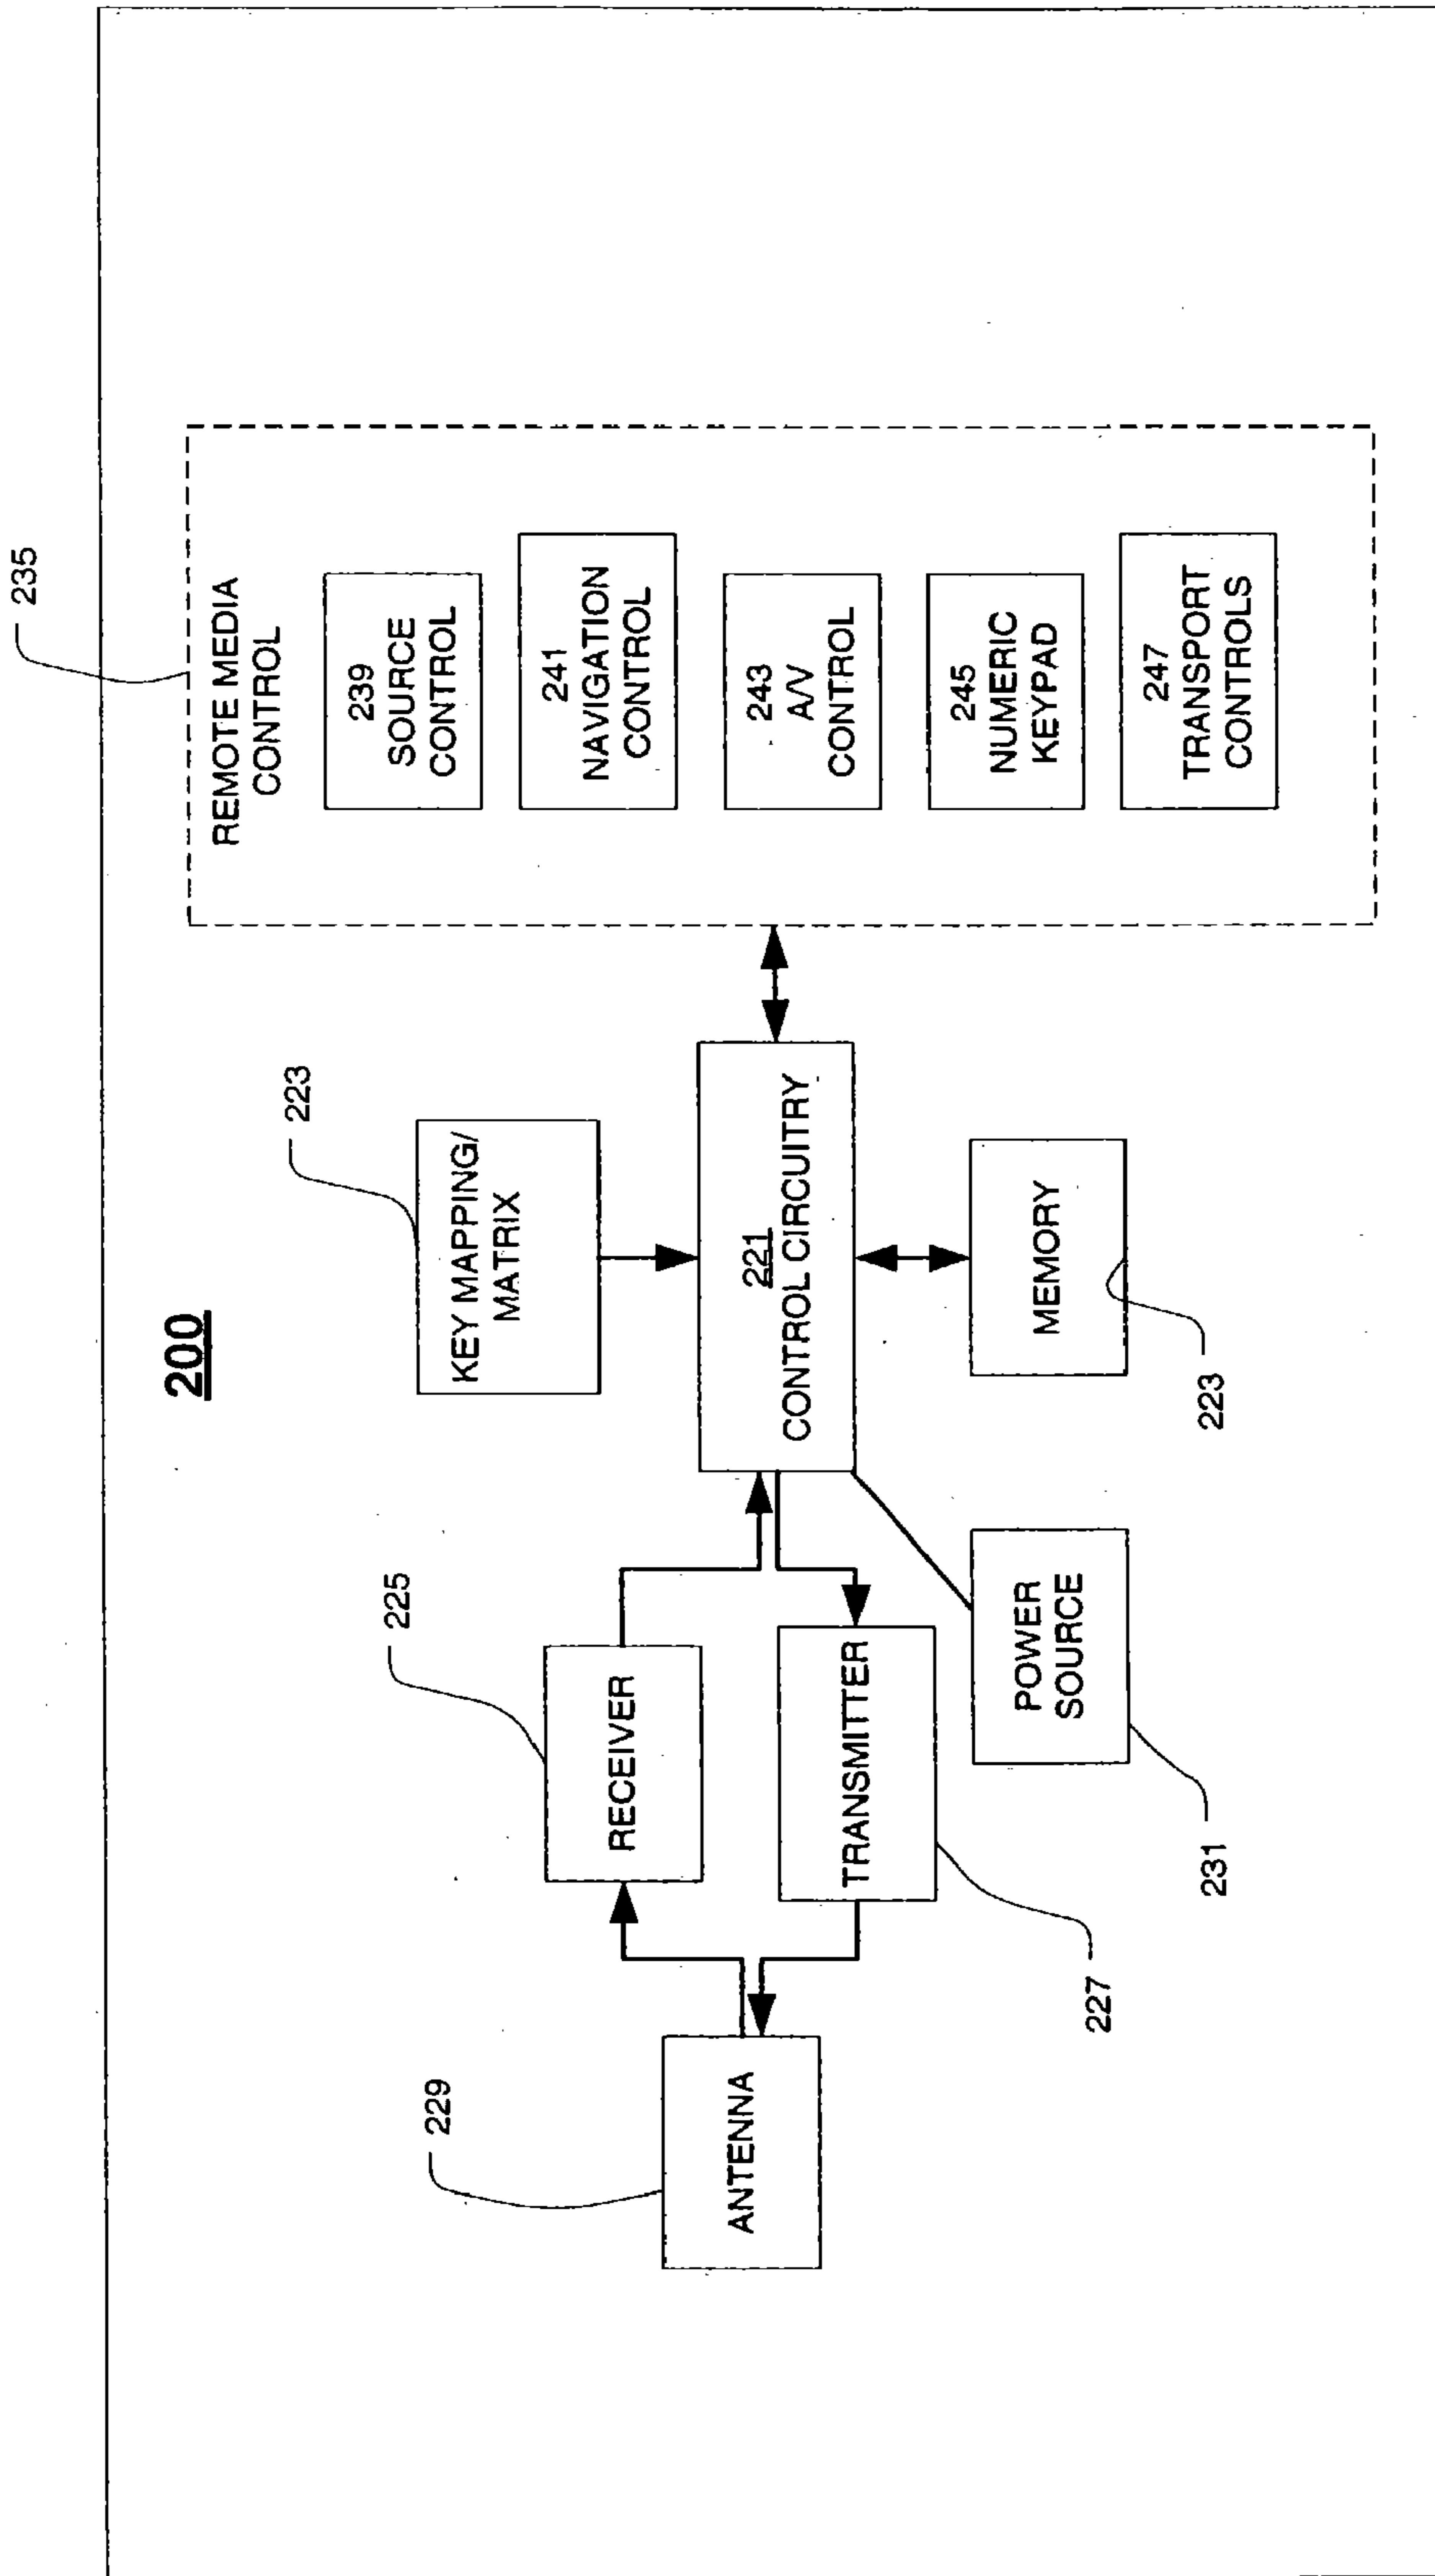 200
235
REMOTE MEDIA
CONTROL
239
SOURCE
CONTROL
241
NAVIGATION
CONTROL
243
A/V
CONTROL
245
NUMERIC
KEYPAD
247
TRANSPORT
CONTROLS
223
KEY MAPPING/
MATRIX
221
CONTROL CIRCUITRY
MEMORY
223
225
RECEIVER
TRANSMITTER
227
POWER
SOURCE
231
229
ANTENNA